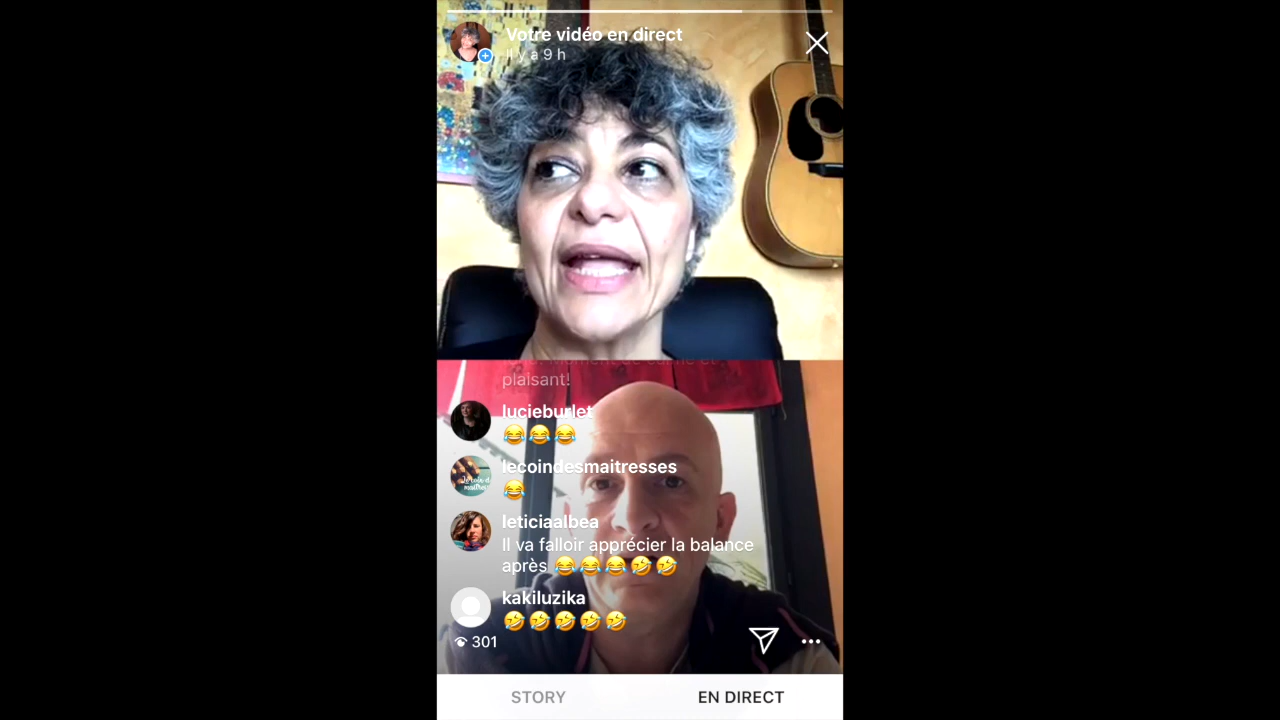 Votre vidéo en direct
Il y a 9 h
plaisant!
lucieburlet
😂😂😂
lecoindesmaitresses
😂
leticiaalbea
Il va falloir apprécier la balance
après 😂😂😂🤣🤣
kakiluzika
🤣🤣🤣🤣🤣
301
STORY
EN DIRECT